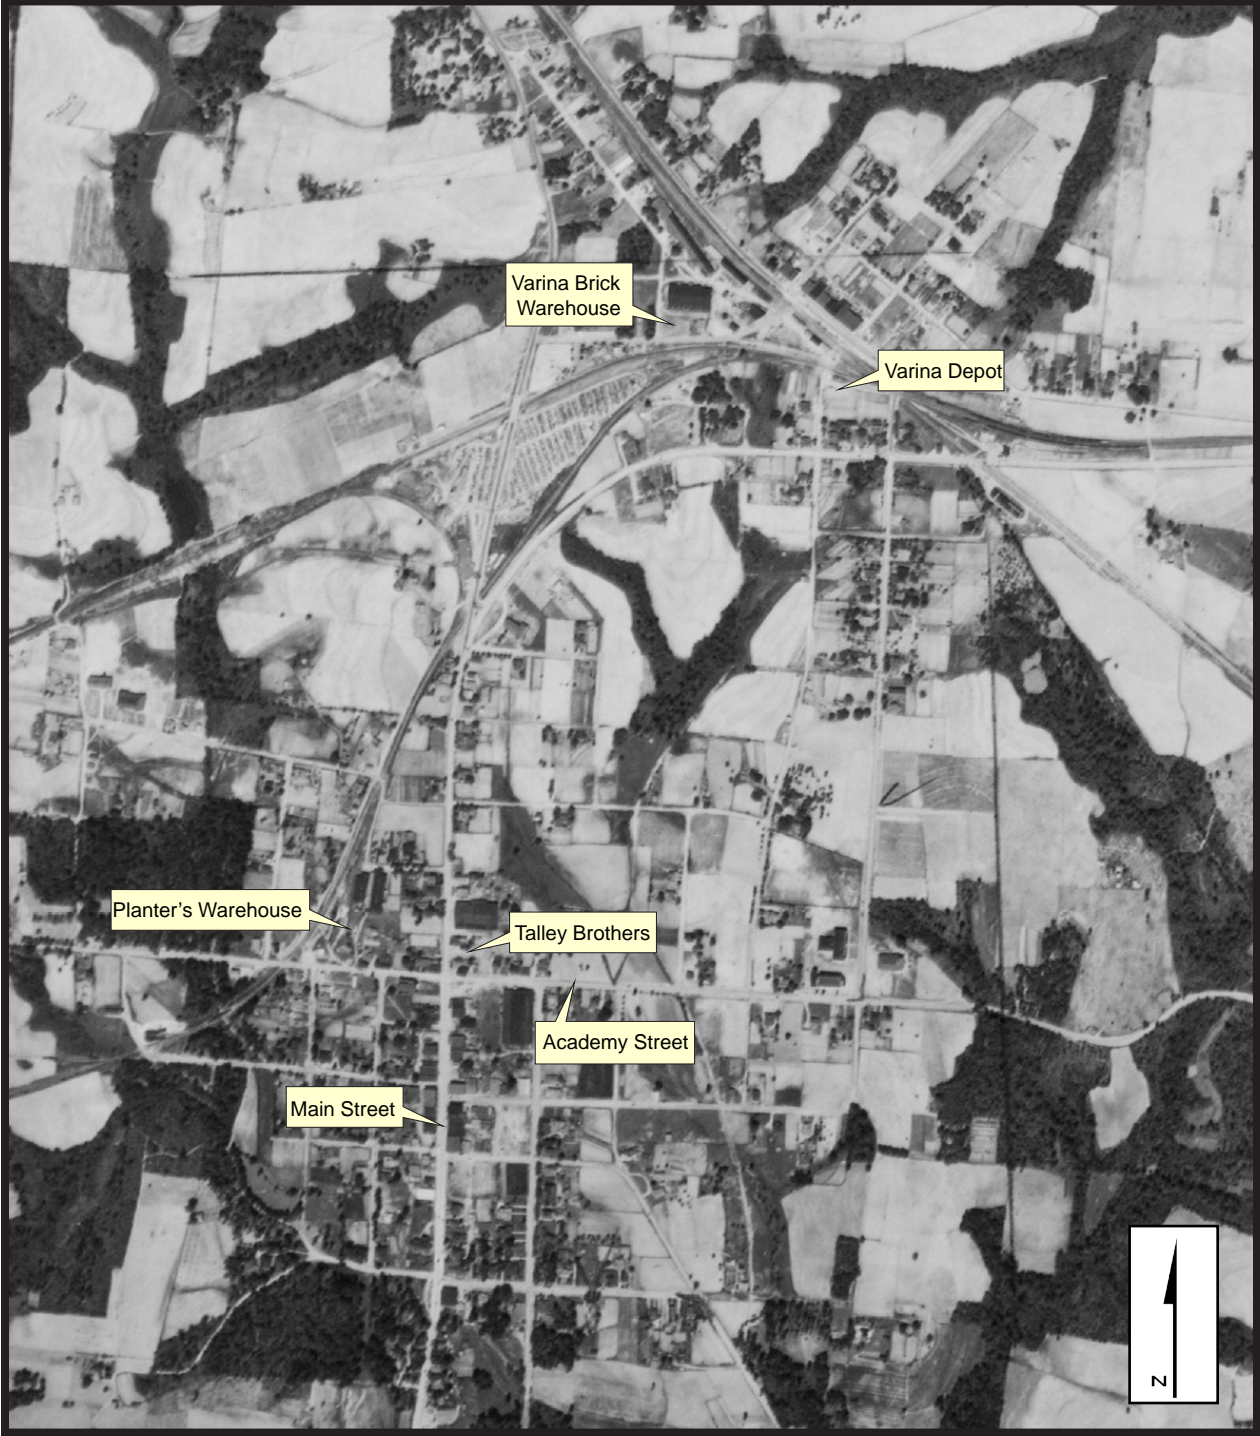 Varina Brick
Warehouse
Varina Depot
Planter's Warehouse
Talley Brothers
Academy Street
Main Street
N